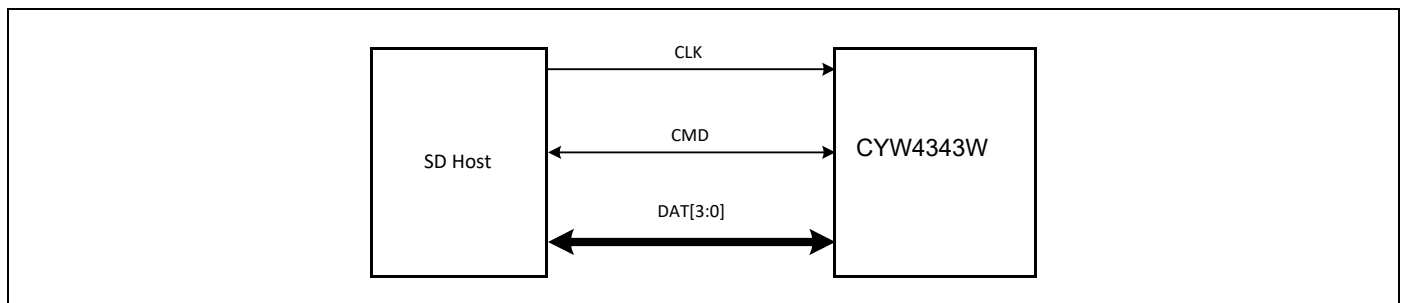 CLK
CMD
SD Host
CYW4343W
DAT[3:0]